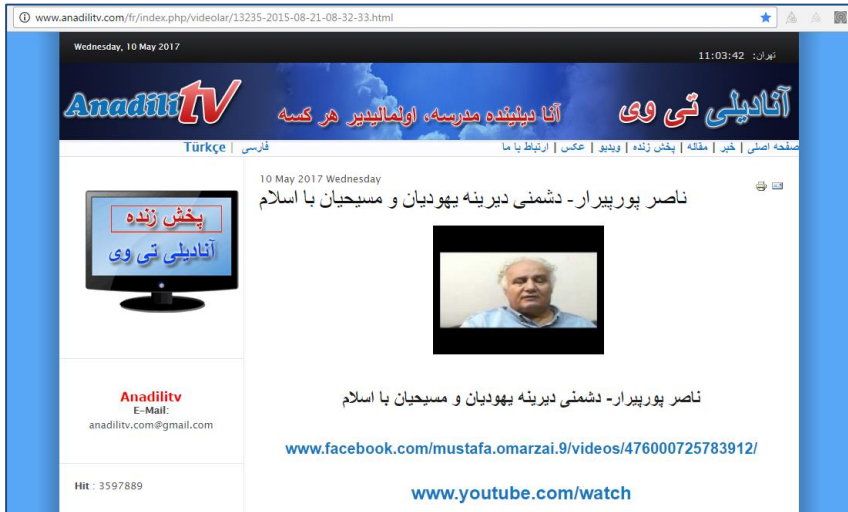 www.anadilitv.com/fr/index.php/videolar/13235-2015-08-21-08-32-33.html
Wednesday, 10 May 2017
تهران: 11:03:42
Anadilitv
آنا دیلینده مدرسه، اولمالیدیر هر کسه
آنادیلی تی وی
صفحه اصلی | خبر | مقاله | پخش زنده | ویدیو | عکس | ارتباط با ما
فارسی | Türkçe
پخش زنده
آنادیلی تی وی
10 May 2017 Wednesday
ناصر پورپیرار- دشمنی دیرینه یهودیان و مسیحیان با اسلام
ناصر پورپیرار- دشمنی دیرینه یهودیان و مسیحیان با اسلام
Anadilitv
E-Mail:
anadilitv.com@gmail.com
www.facebook.com/mustafa.omarzai.9/videos/476000725783912/
Hit : 3597889
www.youtube.com/watch